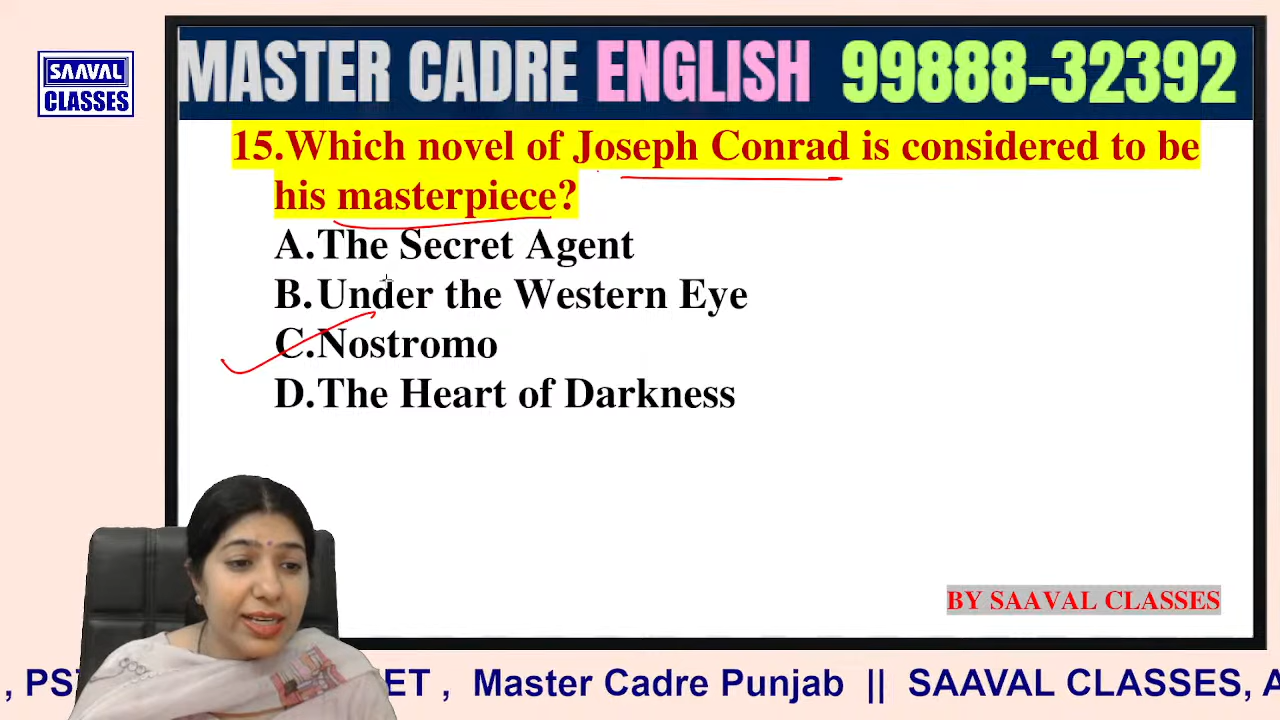 SAAVAL
CLASSES
MASTER CADRE ENGLISH 99888-32392
15.Which novel of Joseph Conrad is considered to be
his masterpiece?
A.The Secret Agent
B.Under the Western Eye
C.Nostromo
D.The Heart of Darkness
BY SAAVAL CLASSES
, Master Cadre Punjab || SAAVAL CLASSES,